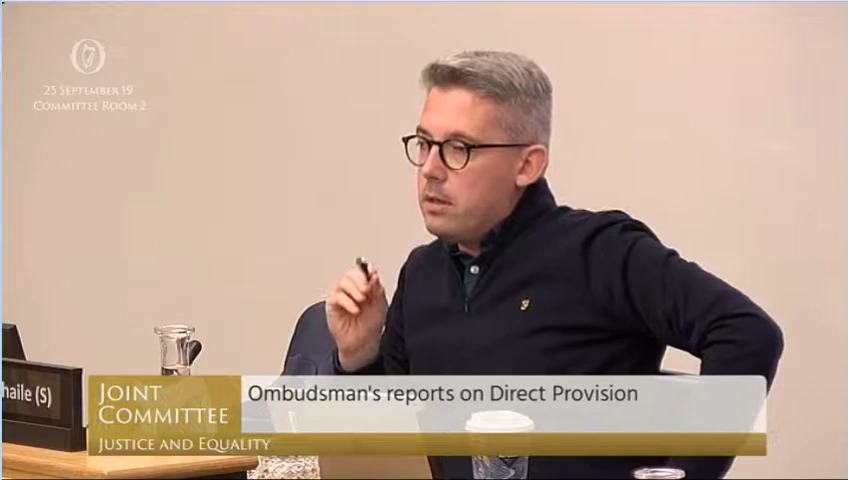 25 September 19
Committee Room 2
haile (S)
Joint
Committee
Ombudsman's reports on Direct Provision
Justice and Equality